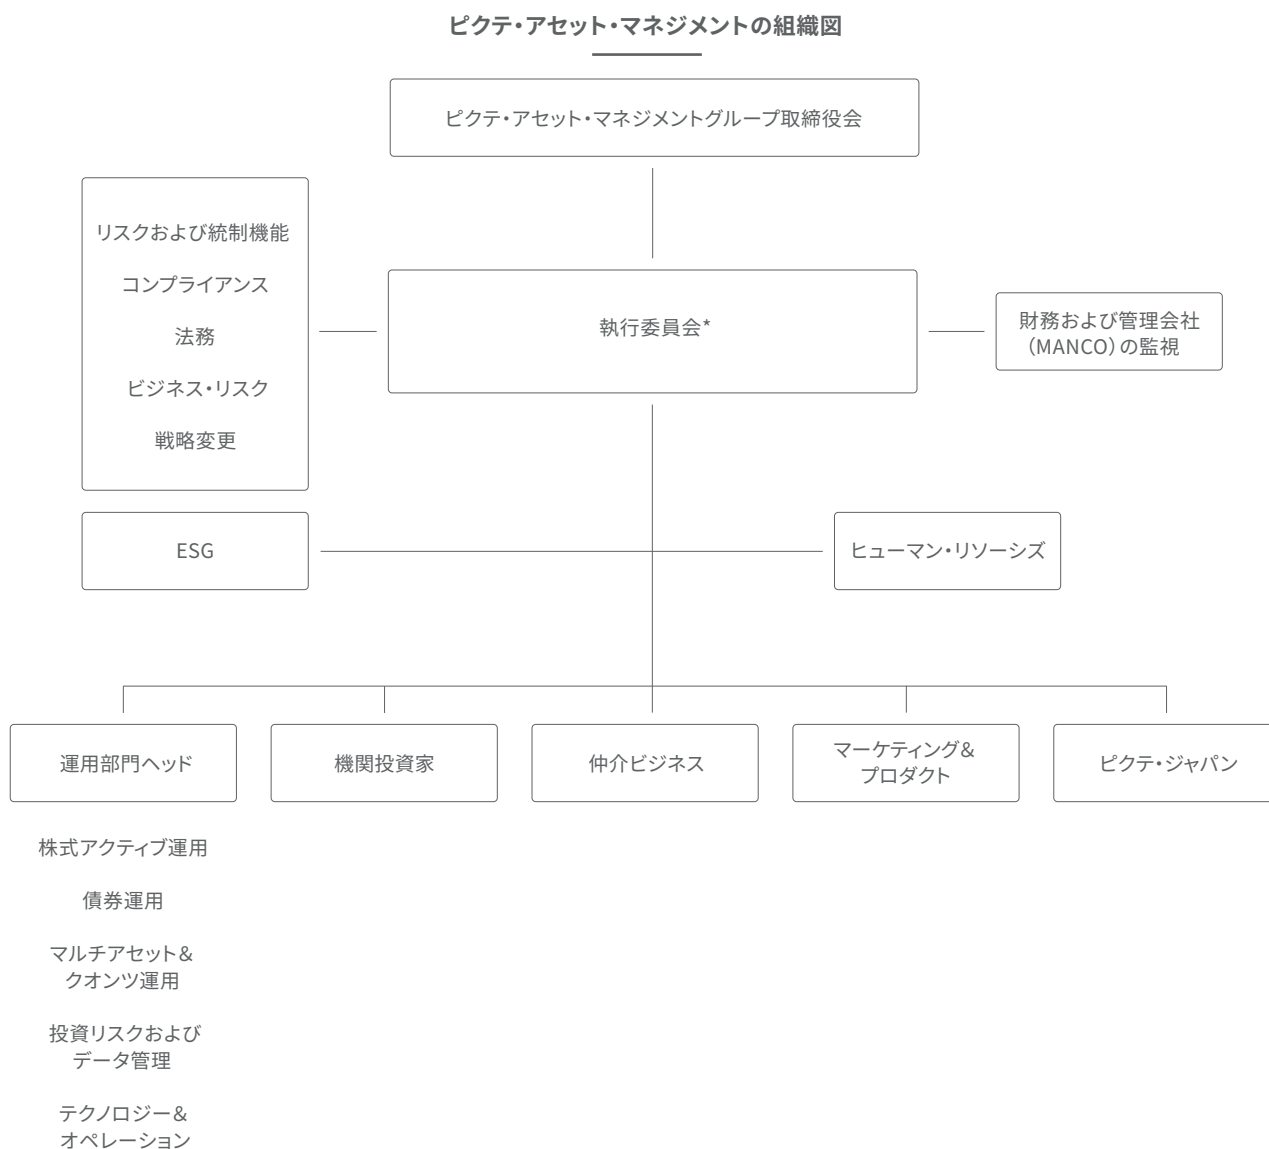 ピクテ・アセット・マネジメントの組織図
ピクテ・アセット・マネジメントグループ取締役会
リスクおよび統制機能
コンプライアンス
法務
ビジネス・リスク
戦略変更
執行委員会*
財務および管理会社
（MANCO）の監視
ESG
ヒューマン・リソーシズ
運用部門ヘッド
機関投資家
仲介ビジネス
マーケティング&
プロダクト
ピクテ・ジャパン
株式アクティブ運用
債券運用
マルチアセット&
クオンツ運用
投資リスクおよび
データ管理
テクノロジー&
オペレーション